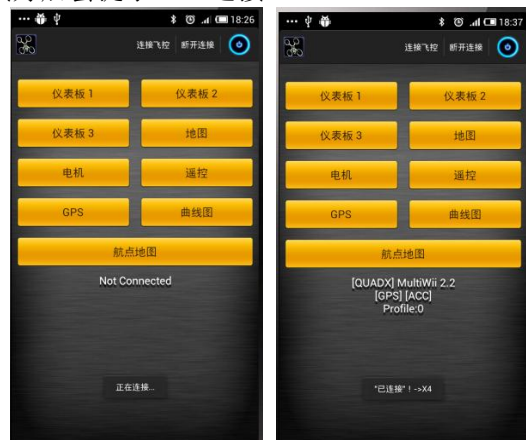 18:26
连接飞控 断开连接
仪表板 1 仪表板 2
仪表板 3 地图
电机 遥控
GPS 曲线图
航点地图
Not Connected
正在连接...
18:37
连接飞控 断开连接
仪表板 1 仪表板 2
仪表板 3 地图
电机 遥控
GPS 曲线图
航点地图
[QUADX] MultiWii 2.2
[GPS] [ACC]
Profile:0
"已连接" ! ->X4